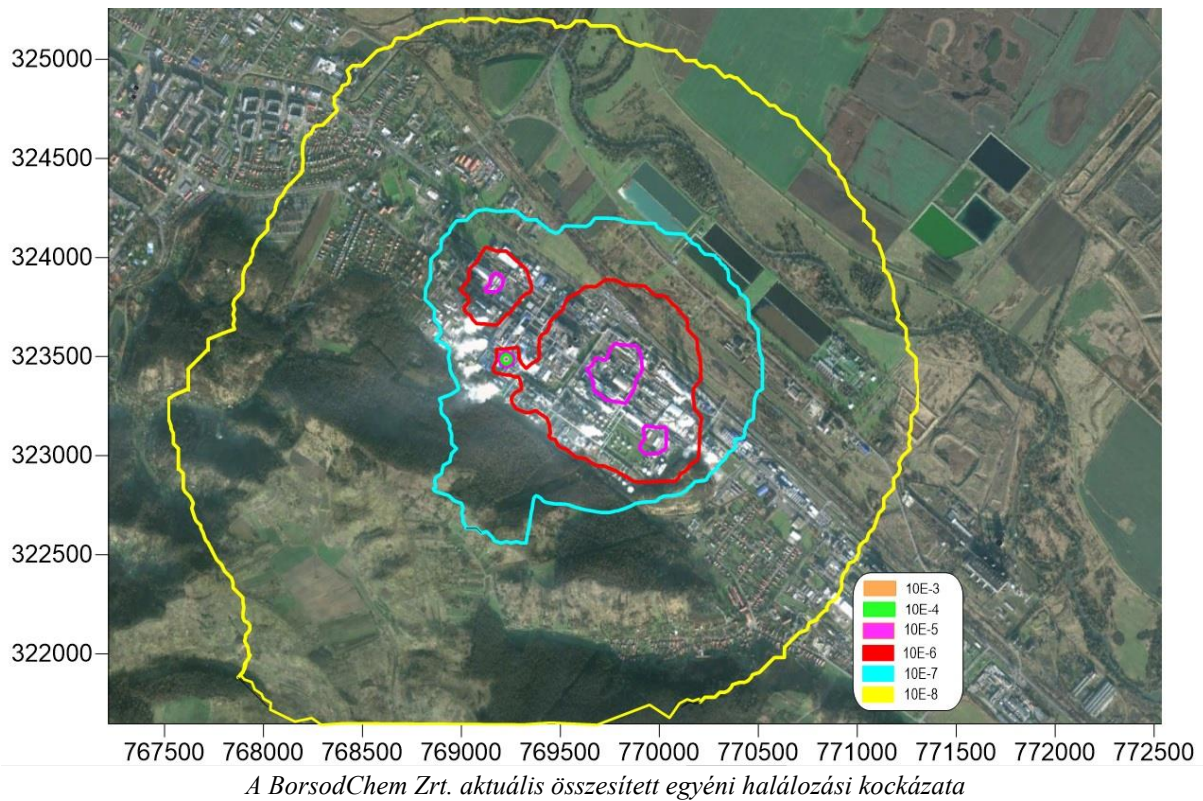 325000
324500
324000
323500
323000
322500
322000
10E-3
10E-4
10E-5
10E-6
10E-7
10E-8
767500 768000 768500 769000 769500 770000 770500 771000 771500 772000 772500
A BorsodChem Zrt. aktuális összesített egyéni halálozási kockázata